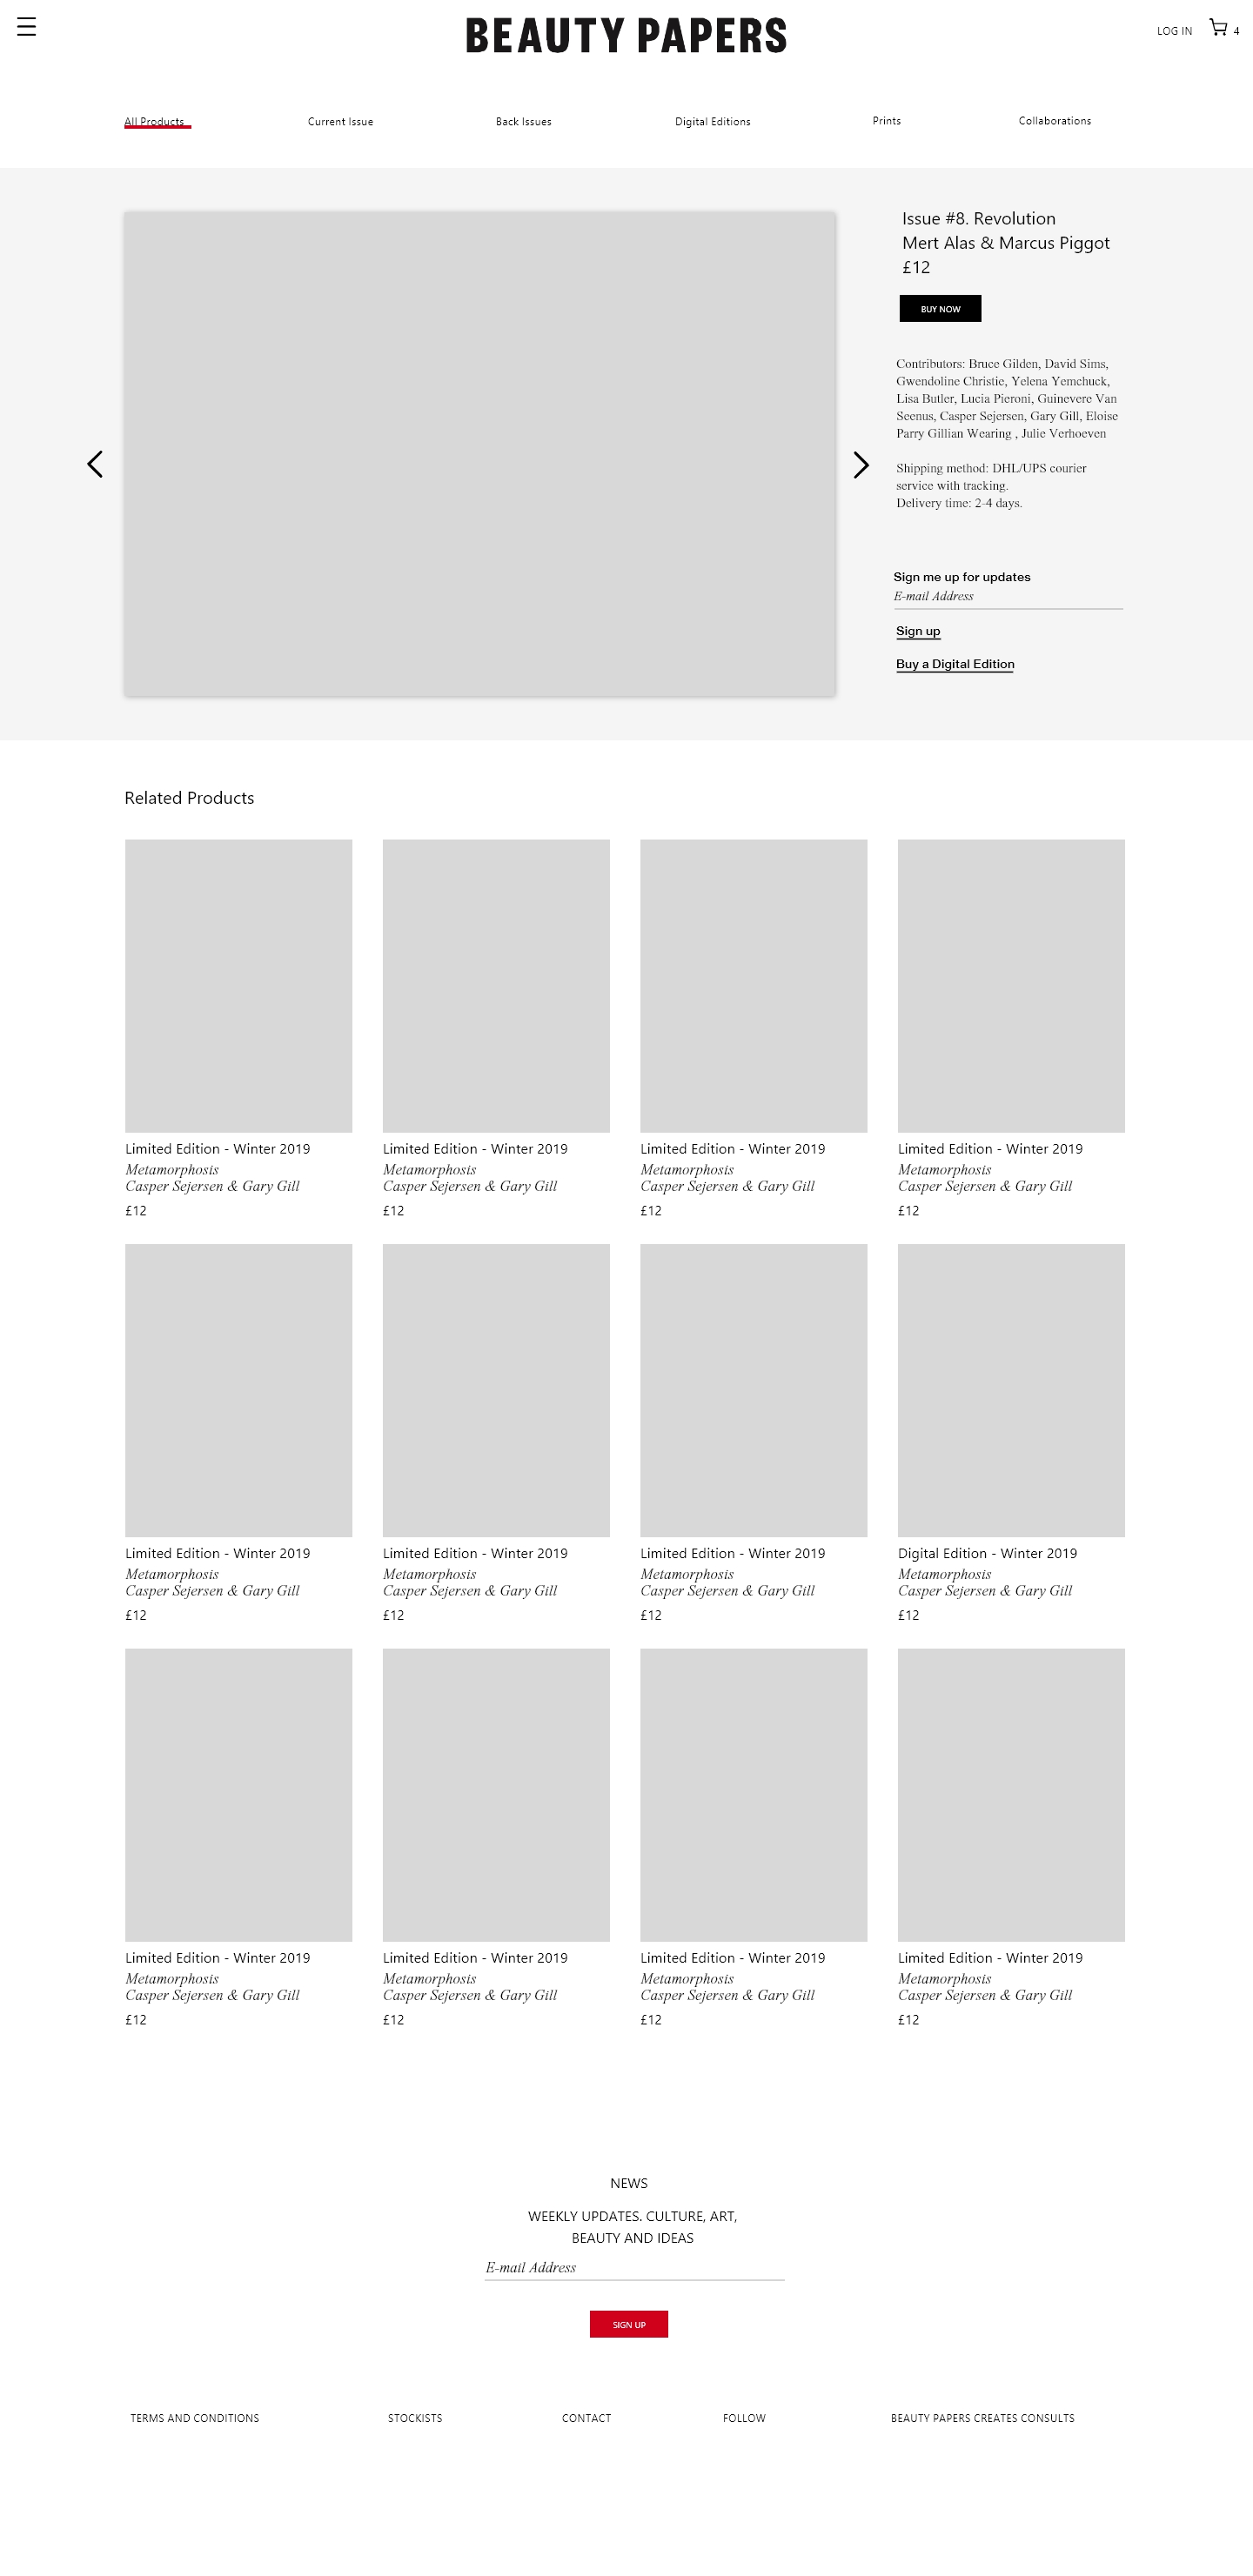 BEAUTY PAPERS
LOG IN
4
All Products
Current Issue
Back Issues
Digital Editions
Prints
Collaborations
Issue #8. Revolution
Mert Alas & Marcus Piggot
£12
BUY NOW
Contributors: Bruce Gilden, David Sims,
Gwendoline Christie, Yelena Yemchuck,
Lisa Butler, Lucia Pieroni, Guinevere Van
Seenus, Casper Sejersen, Gary Gill, Eloise
Parry Gillian Wearing , Julie Verhoeven
Shipping method: DHL/UPS courier
service with tracking.
Delivery time: 2-4 days.
Sign me up for updates
E-mail Address
Sign up
Buy a Digital Edition
Related Products
Limited Edition - Winter 2019
Metamorphosis
Casper Sejersen & Gary Gill
£12
Limited Edition - Winter 2019
Metamorphosis
Casper Sejersen & Gary Gill
£12
Limited Edition - Winter 2019
Metamorphosis
Casper Sejersen & Gary Gill
£12
Limited Edition - Winter 2019
Metamorphosis
Casper Sejersen & Gary Gill
£12
Limited Edition - Winter 2019
Metamorphosis
Casper Sejersen & Gary Gill
£12
Limited Edition - Winter 2019
Metamorphosis
Casper Sejersen & Gary Gill
£12
Limited Edition - Winter 2019
Metamorphosis
Casper Sejersen & Gary Gill
£12
Digital Edition - Winter 2019
Metamorphosis
Casper Sejersen & Gary Gill
£12
Limited Edition - Winter 2019
Metamorphosis
Casper Sejersen & Gary Gill
£12
Limited Edition - Winter 2019
Metamorphosis
Casper Sejersen & Gary Gill
£12
Limited Edition - Winter 2019
Metamorphosis
Casper Sejersen & Gary Gill
£12
Limited Edition - Winter 2019
Metamorphosis
Casper Sejersen & Gary Gill
£12
NEWS
WEEKLY UPDATES. CULTURE, ART,
BEAUTY AND IDEAS
E-mail Address
SIGN UP
TERMS AND CONDITIONS
STOCKISTS
CONTACT
FOLLOW
BEAUTY PAPERS CREATES CONSULTS